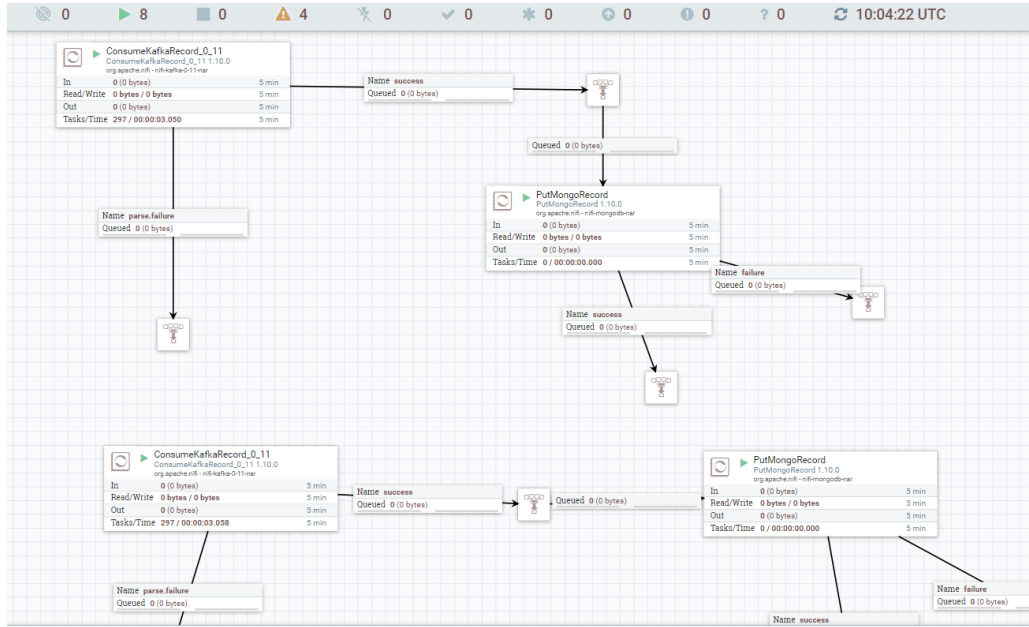 0 8 0 4 0 0 0 0 0 0 10:04:22 UTC
ConsumeKafkaRecord_0_11
ConsumeKafkaRecord_0_11 1.10.0
org.apache.nifi - nifi-kafka-0-11-nar
In 0 (0 bytes) 5 min
Read/Write 0 bytes / 0 bytes 5 min
Out 0 (0 bytes) 5 min
Tasks/Time 297 / 00:00:03.050 5 min
Name success
Queued 0 (0 bytes)
Queued 0 (0 bytes)
PutMongoRecord
PutMongoRecord 1.10.0
org.apache.nifi - nifi-mongodb-nar
In 0 (0 bytes) 5 min
Read/Write 0 bytes / 0 bytes 5 min
Out 0 (0 bytes) 5 min
Tasks/Time 0 / 00:00:00.000 5 min
Name parse.failure
Queued 0 (0 bytes)
Name failure
Queued 0 (0 bytes)
Name success
Queued 0 (0 bytes)
ConsumeKafkaRecord_0_11
ConsumeKafkaRecord_0_11 1.10.0
org.apache.nifi - nifi-kafka-0-11-nar
In 0 (0 bytes) 5 min
Read/Write 0 bytes / 0 bytes 5 min
Out 0 (0 bytes) 5 min
Tasks/Time 297 / 00:00:03.058 5 min
Name success
Queued 0 (0 bytes)
Queued 0 (0 bytes)
PutMongoRecord
PutMongoRecord 1.10.0
org.apache.nifi - nifi-mongodb-nar
In 0 (0 bytes) 5 min
Read/Write 0 bytes / 0 bytes 5 min
Out 0 (0 bytes) 5 min
Tasks/Time 0 / 00:00:00.000 5 min
Name parse.failure
Queued 0 (0 bytes)
Name failure
Queued 0 (0 bytes)
Name success